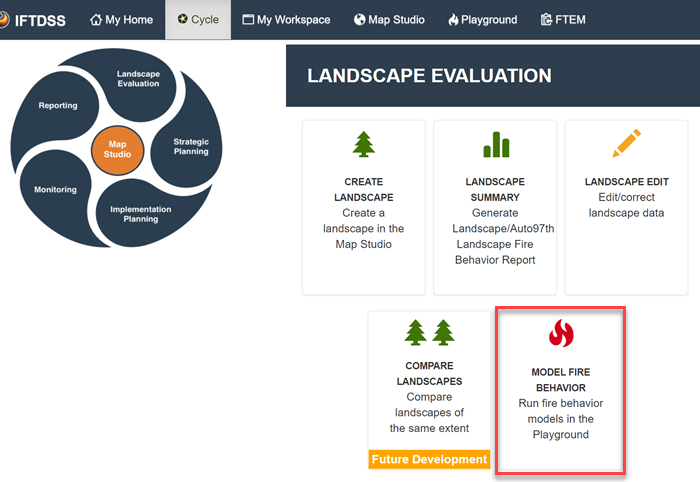 IFTDSS My Home Cycle My Workspace Map Studio Playground FTEM
Landscape
Evaluation
Reporting
Map
Studio
Strategic
Planning
Monitoring
Implementation
Planning
LANDSCAPE EVALUATION
CREATE
LANDSCAPE
Create a
landscape in the
Map Studio
LANDSCAPE
SUMMARY
Generate
Landscape/Auto97th
Landscape Fire
Behavior Report
LANDSCAPE EDIT
Edit/correct
landscape data
COMPARE
LANDSCAPES
Compare
landscapes of
the same extent
Future Development
MODEL FIRE
BEHAVIOR
Run fire behavior
models in the
Playground